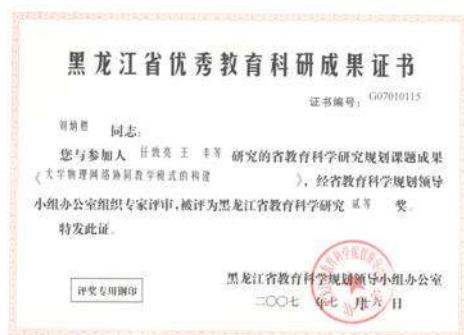 黑龙江省优秀教育科研成果证书
证书编号：G07010115
同志：
您与参加人 王 丰等 研究的省教育科学研究规划课题成果
《大学物理网络协同教学模式的构建 》，经省教育科学规划领导
小组办公室组织专家评审，被评为黑龙江省教育科学研究 贰等 奖。
特发此证。
评奖专用钢印
黑龙江省教育科学规划领导小组办公室
二〇〇七 年七 月 六 日